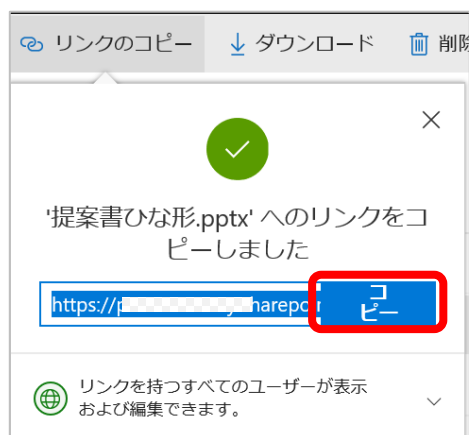 リンクのコピー ダウンロード 削除
'提案書ひな形.pptx' へのリンクをコ
ピーしました
https://p harepoi
コ
ピー
リンクを持つすべてのユーザーが表示
および編集できます。